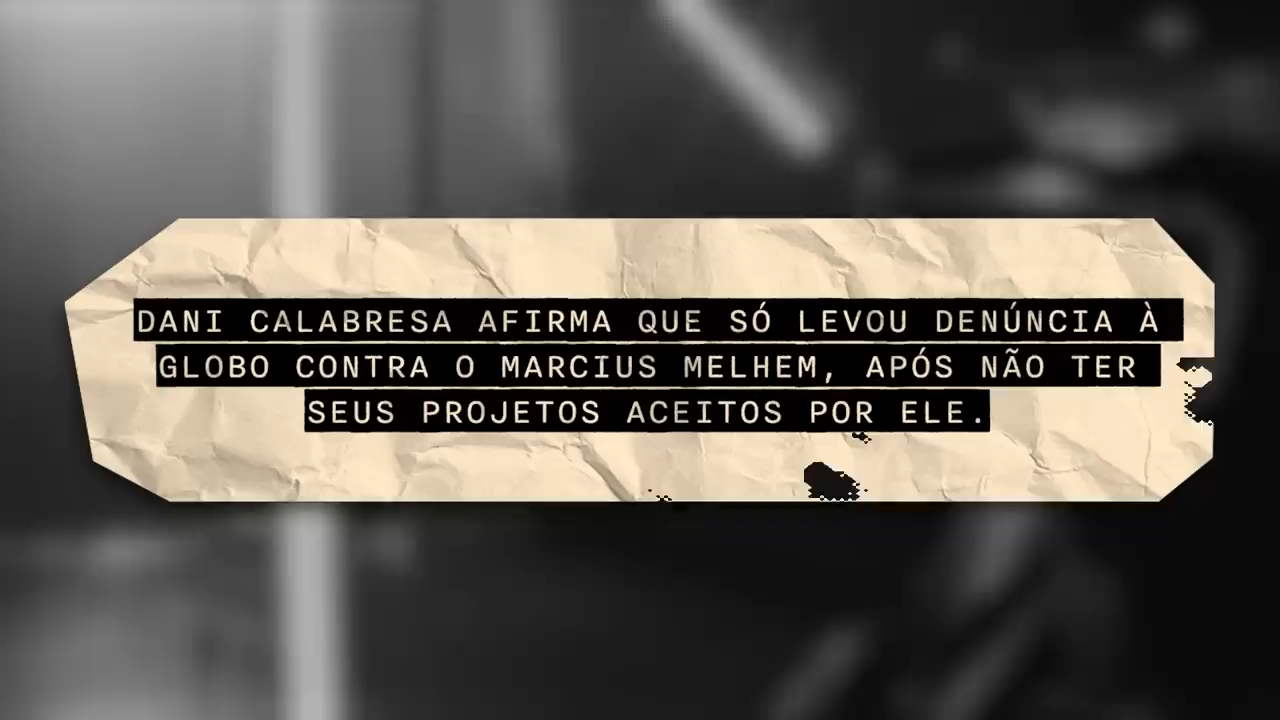 DANI CALABRESA AFIRMA QUE SÓ LEVOU DENÚNCIA À
GLOBO CONTRA O MARCIUS MELHEM, APÓS NÃO TER
SEUS PROJETOS ACEITOS POR ELE.